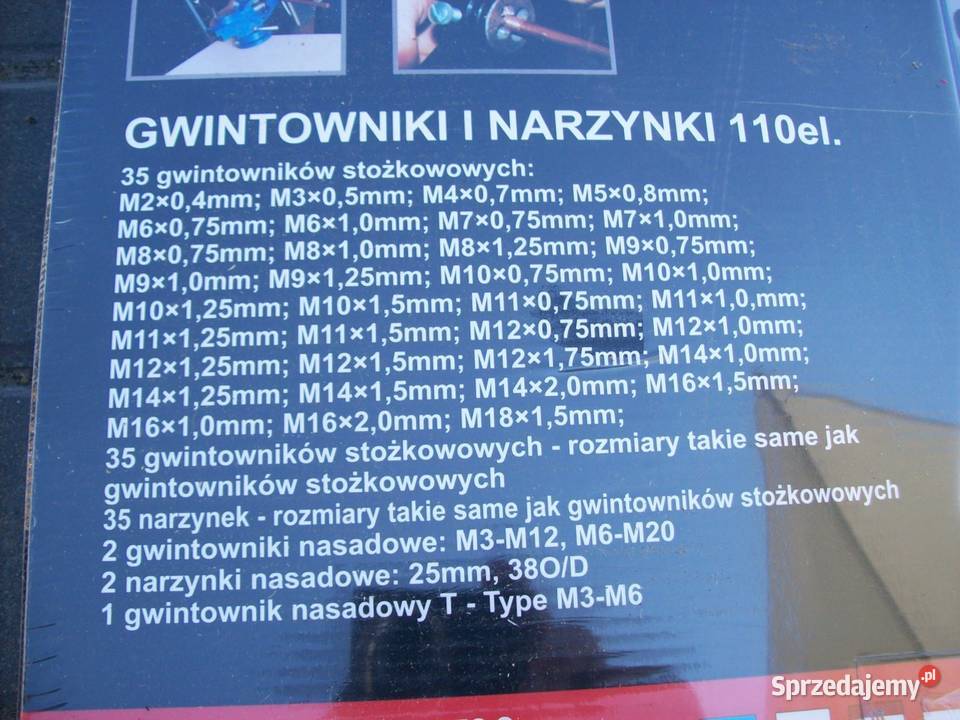 GWINTOWNIKI I NARZYNKI 110el.
35 gwintowników stożkowowych:
M2×0,4mm; M3×0,5mm; M4×0,7mm; M5×0,8mm;
M6×0,75mm; M6×1,0mm; M7×0,75mm; M7×1,0mm;
M8×0,75mm; M8×1,0mm; M8×1,25mm; M9×0,75mm;
M9×1,0mm; M9×1,25mm; M10×0,75mm; M10×1,0mm;
M10×1,25mm; M10×1,5mm; M11×0,75mm; M11×1,0,mm;
M11×1,25mm; M11×1,5mm; M12×0,75mm; M12×1,0mm;
M12×1,25mm; M12×1,5mm; M12×1,75mm; M14×1,0mm;
M14×1,25mm; M14×1,5mm; M14×2,0mm; M16×1,5mm;
M16×1,0mm; M16×2,0mm; M18×1,5mm;
35 gwintowników stożkowowych - rozmiary takie same jak
gwintowników stożkowowych
35 narzynek - rozmiary takie same jak gwintowników stożkowowych
2 gwintowniki nasadowe: M3-M12, M6-M20
2 narzynki nasadowe: 25mm, 38O/D
1 gwintownik nasadowy T - Type M3-M6
Sprzedajemy.pl